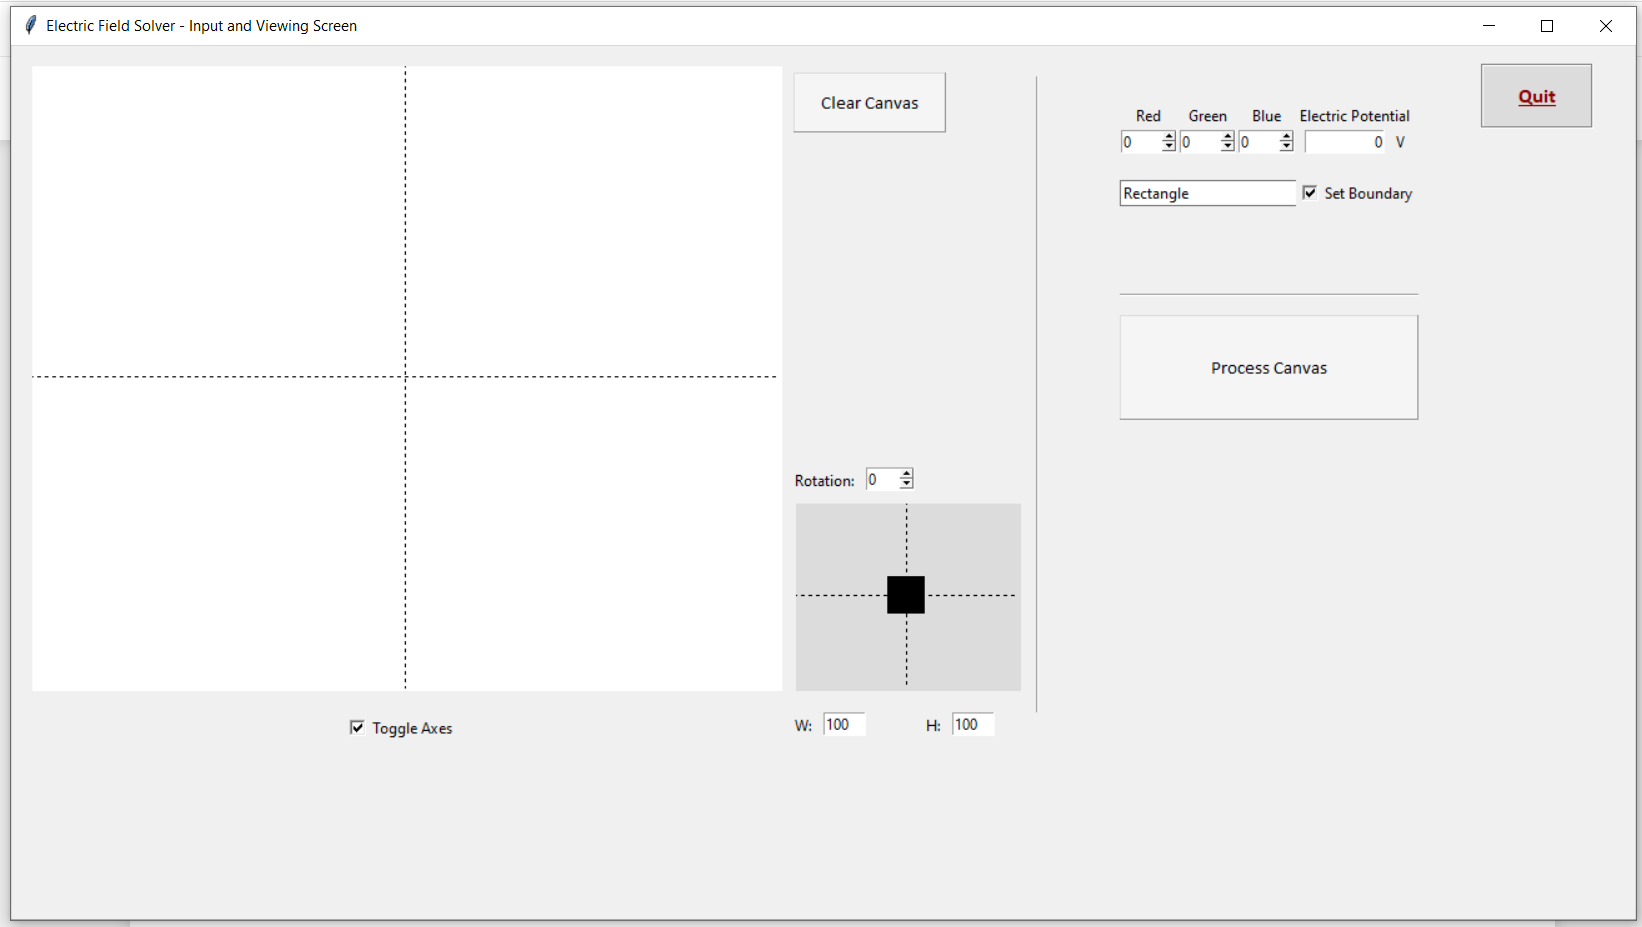 Electric Field Solver - Input and Viewing Screen
Clear Canvas
Quit
Red Green Blue Electric Potential
0 0 0 0 V
Rectangle Set Boundary
Process Canvas
Rotation: 0
W: 100 H: 100
Toggle Axes